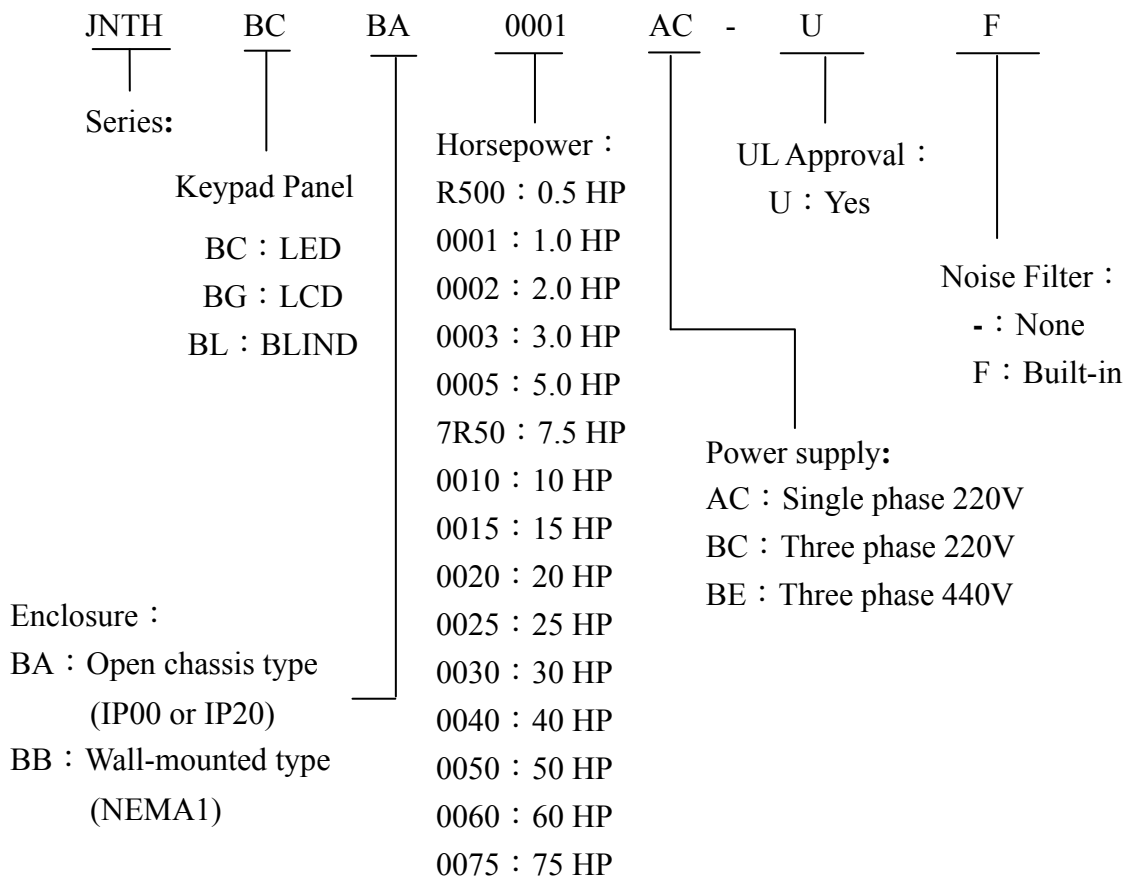 JNTH BC BA 0001 AC - U F
Series:
Keypad Panel
BC：LED
BG：LCD
BL：BLIND
Enclosure：
BA：Open chassis type
(IP00 or IP20)
BB：Wall-mounted type
(NEMA1)
Horsepower：
R500：0.5 HP
0001：1.0 HP
0002：2.0 HP
0003：3.0 HP
0005：5.0 HP
7R50：7.5 HP
0010：10 HP
0015：15 HP
0020：20 HP
0025：25 HP
0030：30 HP
0040：40 HP
0050：50 HP
0060：60 HP
0075：75 HP
Power supply:
AC：Single phase 220V
BC：Three phase 220V
BE：Three phase 440V
UL Approval：
U：Yes
Noise Filter：
-：None
F：Built-in